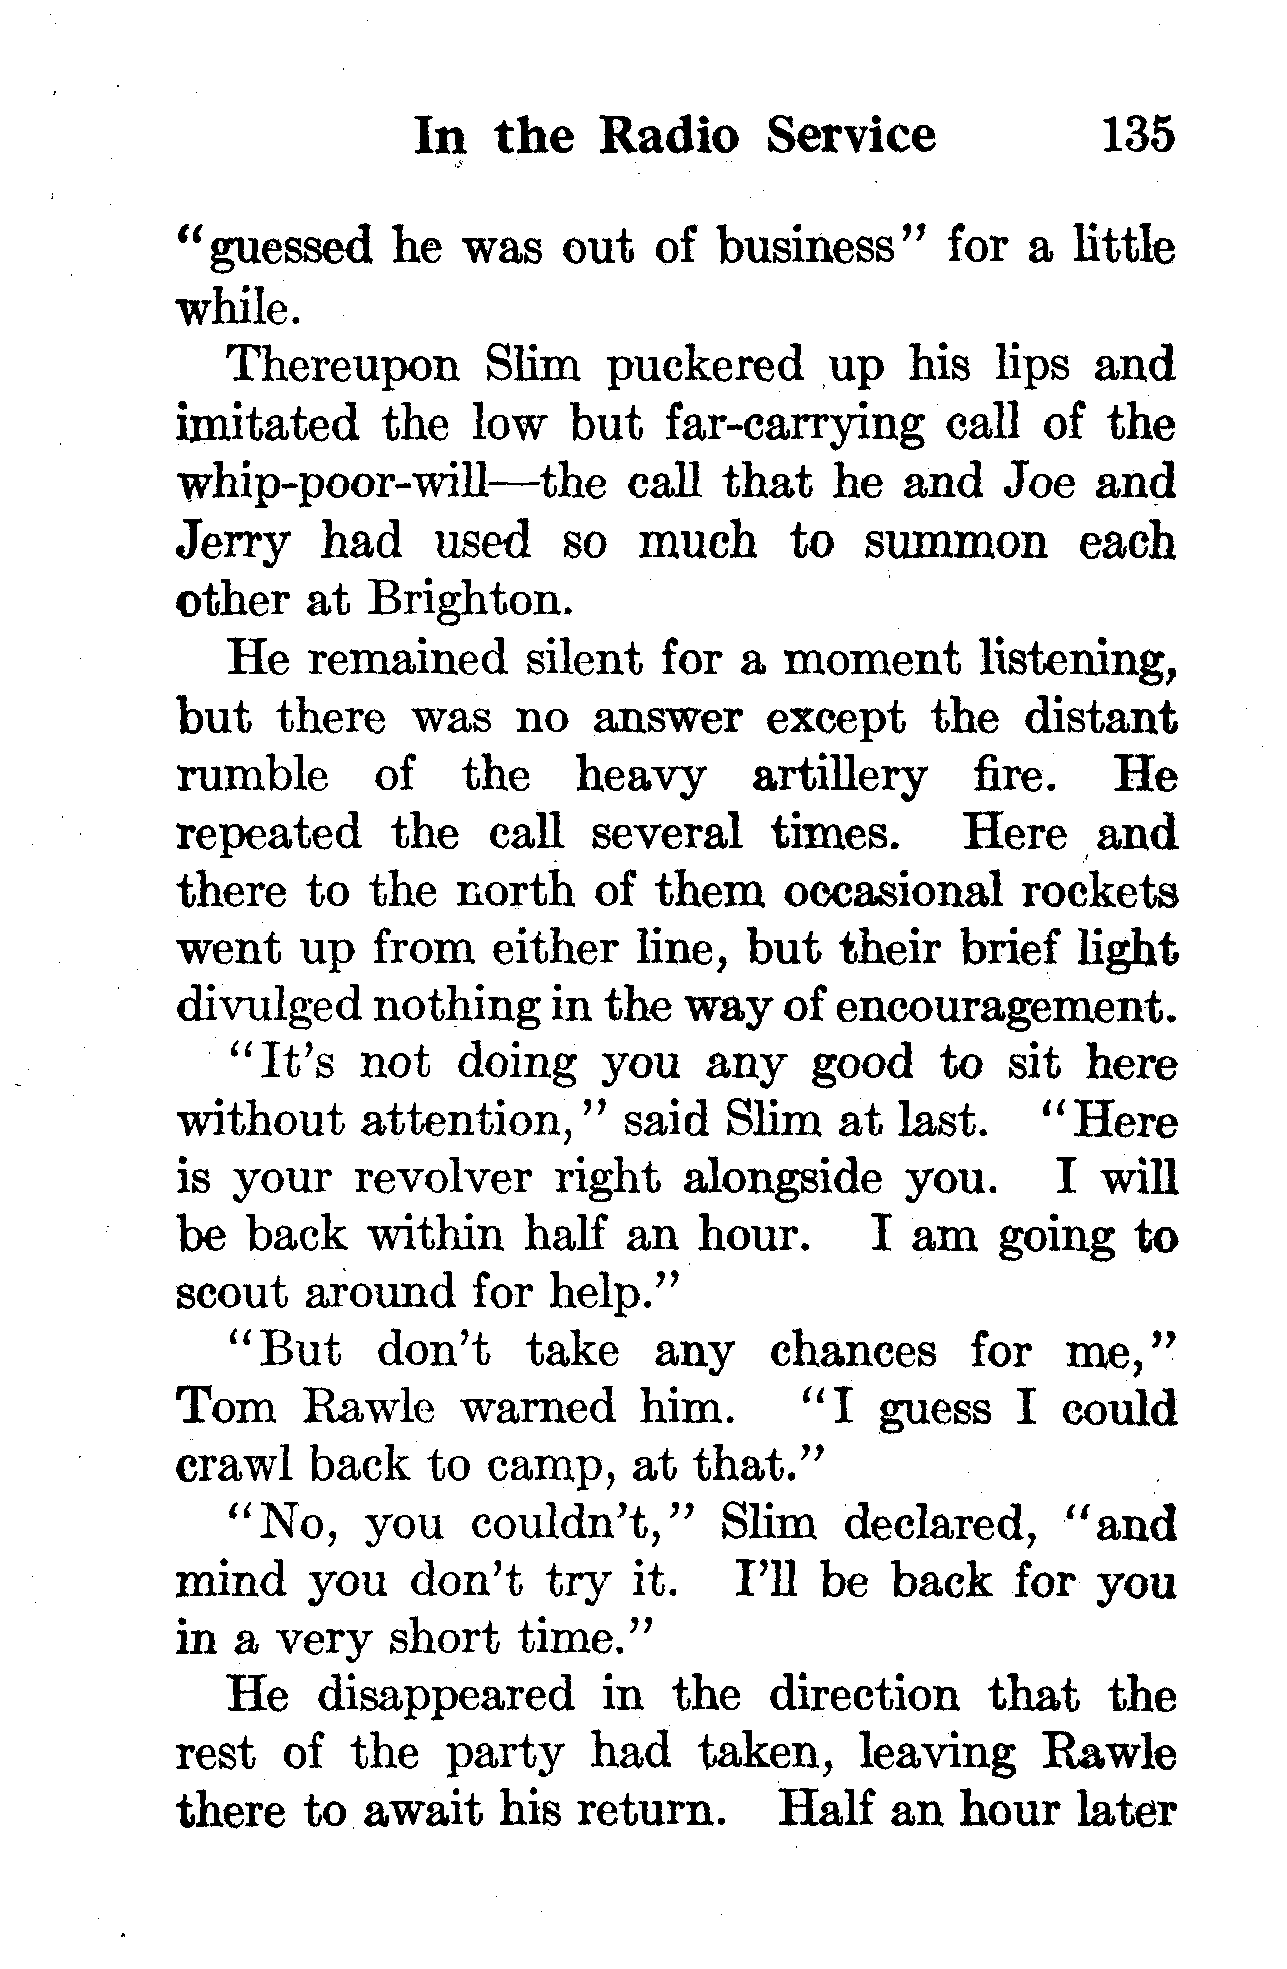 In the Radio Service 135
"guessed he was out of business" for a little
while.
Thereupon Slim puckered up his lips and
imitated the low but far-carrying call of the
whip-poor-will—the call that he and Joe and
Jerry had used so much to summon each
other at Brighton.
He remained silent for a moment listening,
but there was no answer except the distant
rumble of the heavy artillery fire. He
repeated the call several times. Here and
there to the north of them occasional rockets
went up from either line, but their brief light
divulged nothing in the way of encouragement.
"It's not doing you any good to sit here
without attention," said Slim at last. "Here
is your revolver right alongside you. I will
be back within half an hour. I am going to
scout around for help."
"But don't take any chances for me,"
Tom Rawle warned him. "I guess I could
crawl back to camp, at that."
"No, you couldn't," Slim declared, "and
mind you don't try it. I'll be back for you
in a very short time."
He disappeared in the direction that the
rest of the party had taken, leaving Rawle
there to await his return. Half an hour later